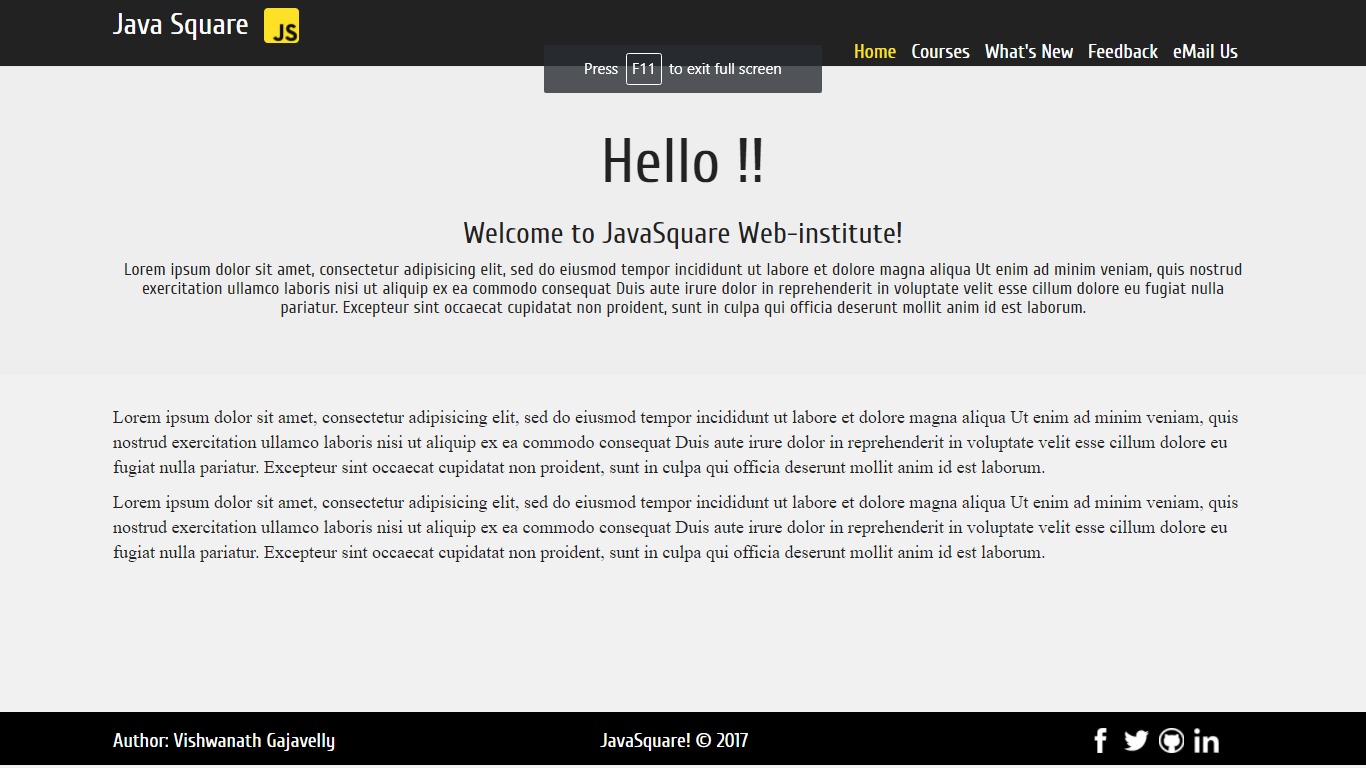 Java Square JS
Home Courses What's New Feedback eMail Us
Press F11 to exit full screen
Hello !!
Welcome to JavaSquare Web-institute!
Lorem ipsum dolor sit amet, consectetur adipisicing elit, sed do eiusmod tempor incididunt ut labore et dolore magna aliqua Ut enim ad minim veniam, quis nostrud
exercitation ullamco laboris nisi ut aliquip ex ea commodo consequat Duis aute irure dolor in reprehenderit in voluptate velit esse cillum dolore eu fugiat nulla
pariatur. Excepteur sint occaecat cupidatat non proident, sunt in culpa qui officia deserunt mollit anim id est laborum.
Lorem ipsum dolor sit amet, consectetur adipisicing elit, sed do eiusmod tempor incididunt ut labore et dolore magna aliqua Ut enim ad minim veniam, quis
nostrud exercitation ullamco laboris nisi ut aliquip ex ea commodo consequat Duis aute irure dolor in reprehenderit in voluptate velit esse cillum dolore eu
fugiat nulla pariatur. Excepteur sint occaecat cupidatat non proident, sunt in culpa qui officia deserunt mollit anim id est laborum.
Lorem ipsum dolor sit amet, consectetur adipisicing elit, sed do eiusmod tempor incididunt ut labore et dolore magna aliqua Ut enim ad minim veniam, quis
nostrud exercitation ullamco laboris nisi ut aliquip ex ea commodo consequat Duis aute irure dolor in reprehenderit in voluptate velit esse cillum dolore eu
fugiat nulla pariatur. Excepteur sint occaecat cupidatat non proident, sunt in culpa qui officia deserunt mollit anim id est laborum.
Author: Vishwanath Gajavelly JavaSquare! © 2017